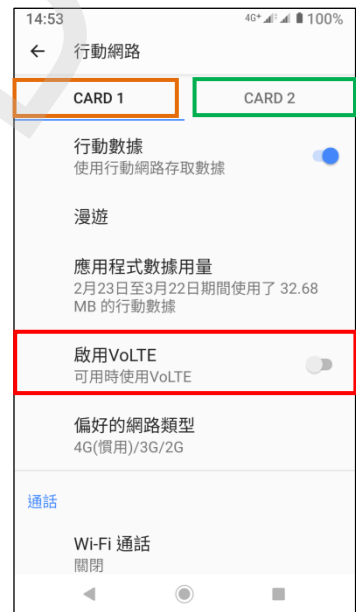 14:53 4G+ 100%
行動網路
CARD 1 CARD 2
行動數據
使用行動網路存取數據
漫遊
應用程式數據用量
2月23日至3月22日期間使用了 32.68
MB 的行動數據
啟用VoLTE
可用時使用VoLTE
偏好的網路類型
4G(慣用)/3G/2G
通話
Wi-Fi 通話
關閉